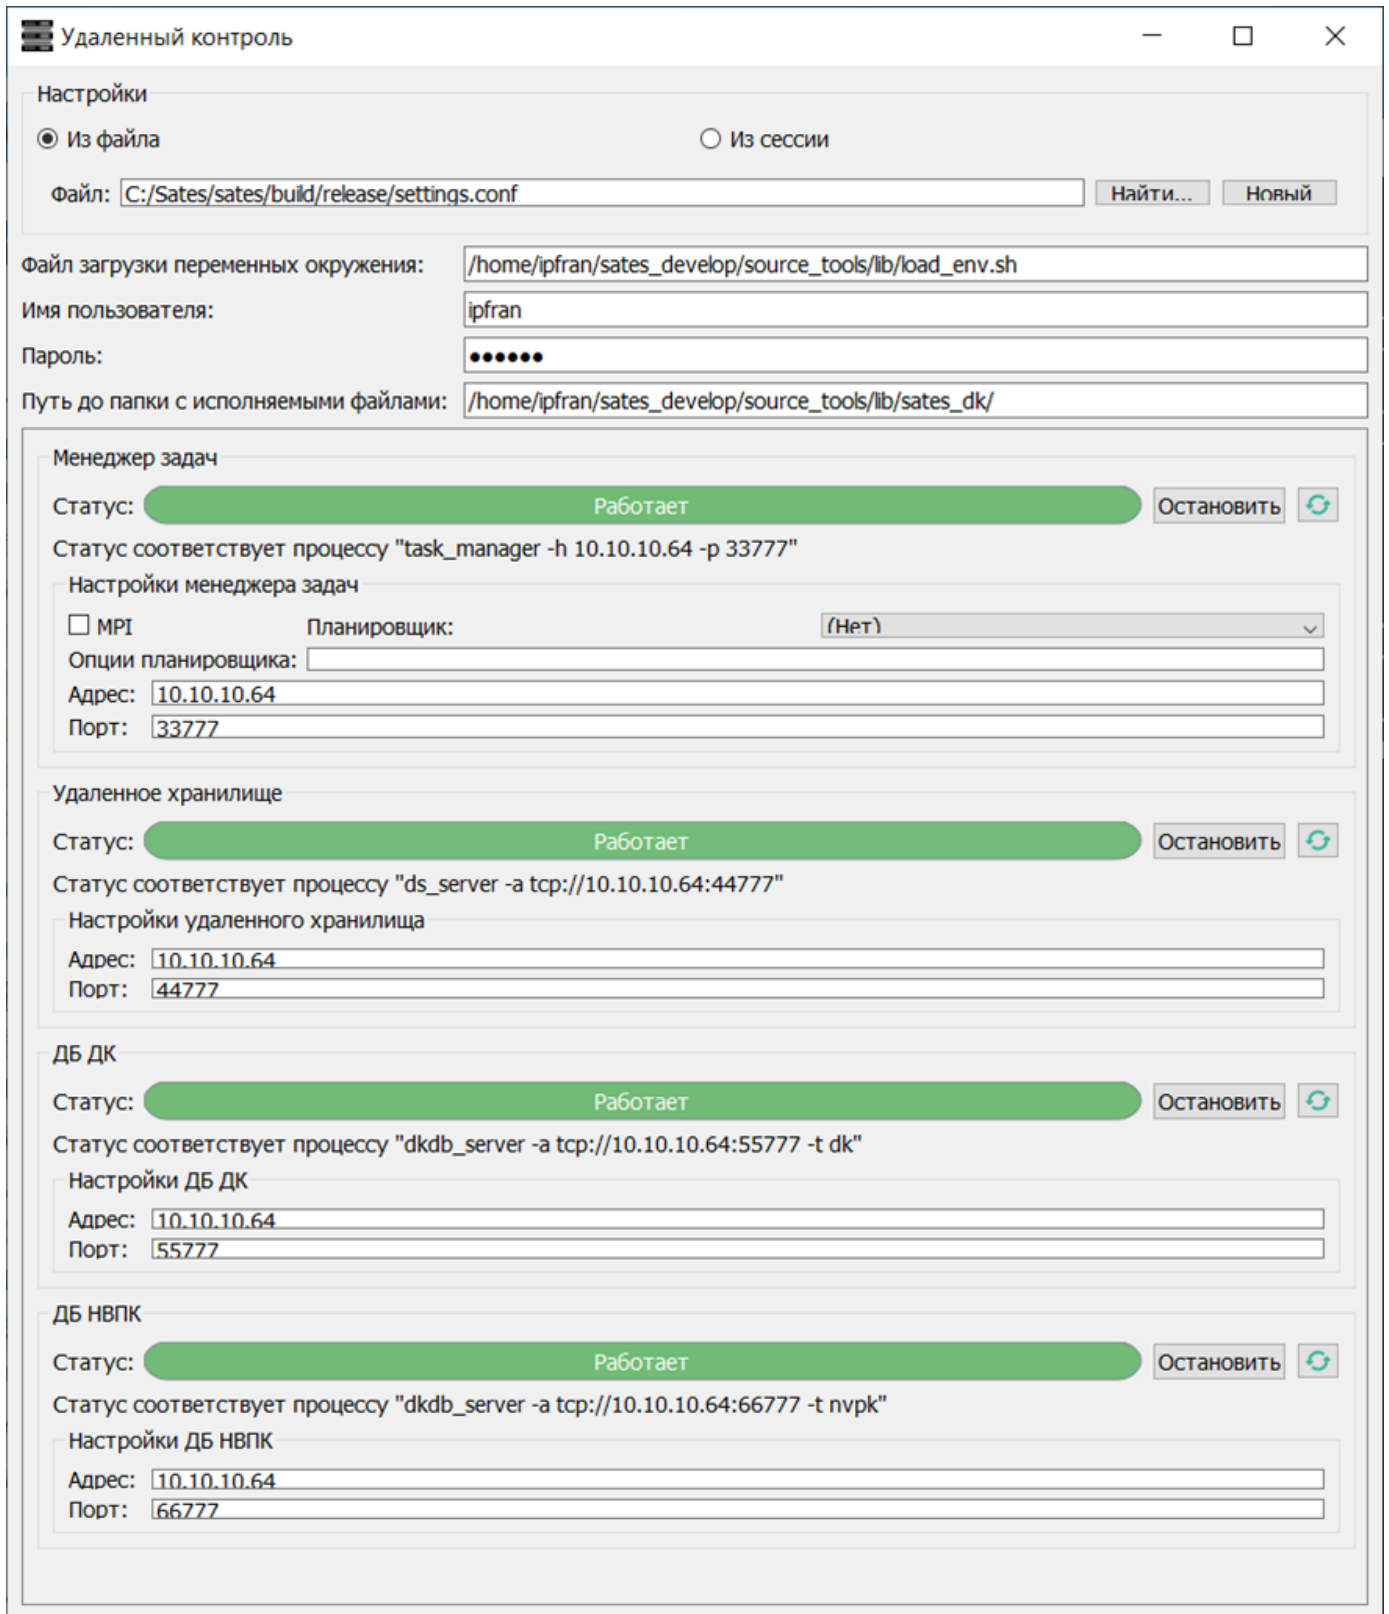 Удаленный контроль
Настройки
Из файла Из сессии
Файл: C:/Sates/sates/build/release/settings.conf Найти... Новый
Файл загрузки переменных окружения: /home/ipfran/sates_develop/source_tools/lib/load_env.sh
Имя пользователя: ipfran
Пароль: ●●●●●●
Путь до папки с исполняемыми файлами: /home/ipfran/sates_develop/source_tools/lib/sates_dk/
Менеджер задач
Статус: Работает Остановить
Статус соответствует процессу "task_manager -h 10.10.10.64 -p 33777"
Настройки менеджера задач
MPI Планировщик: (Нет)
Опции планировщика:
Адрес: 10.10.10.64
Порт: 33777
Удаленное хранилище
Статус: Работает Остановить
Статус соответствует процессу "ds_server -a tcp://10.10.10.64:44777"
Настройки удаленного хранилища
Адрес: 10.10.10.64
Порт: 44777
ДБ ДК
Статус: Работает Остановить
Статус соответствует процессу "dkdb_server -a tcp://10.10.10.64:55777 -t dk"
Настройки ДБ ДК
Адрес: 10.10.10.64
Порт: 55777
ДБ НВПК
Статус: Работает Остановить
Статус соответствует процессу "dkdb_server -a tcp://10.10.10.64:66777 -t nvpk"
Настройки ДБ НВПК
Адрес: 10.10.10.64
Порт: 66777